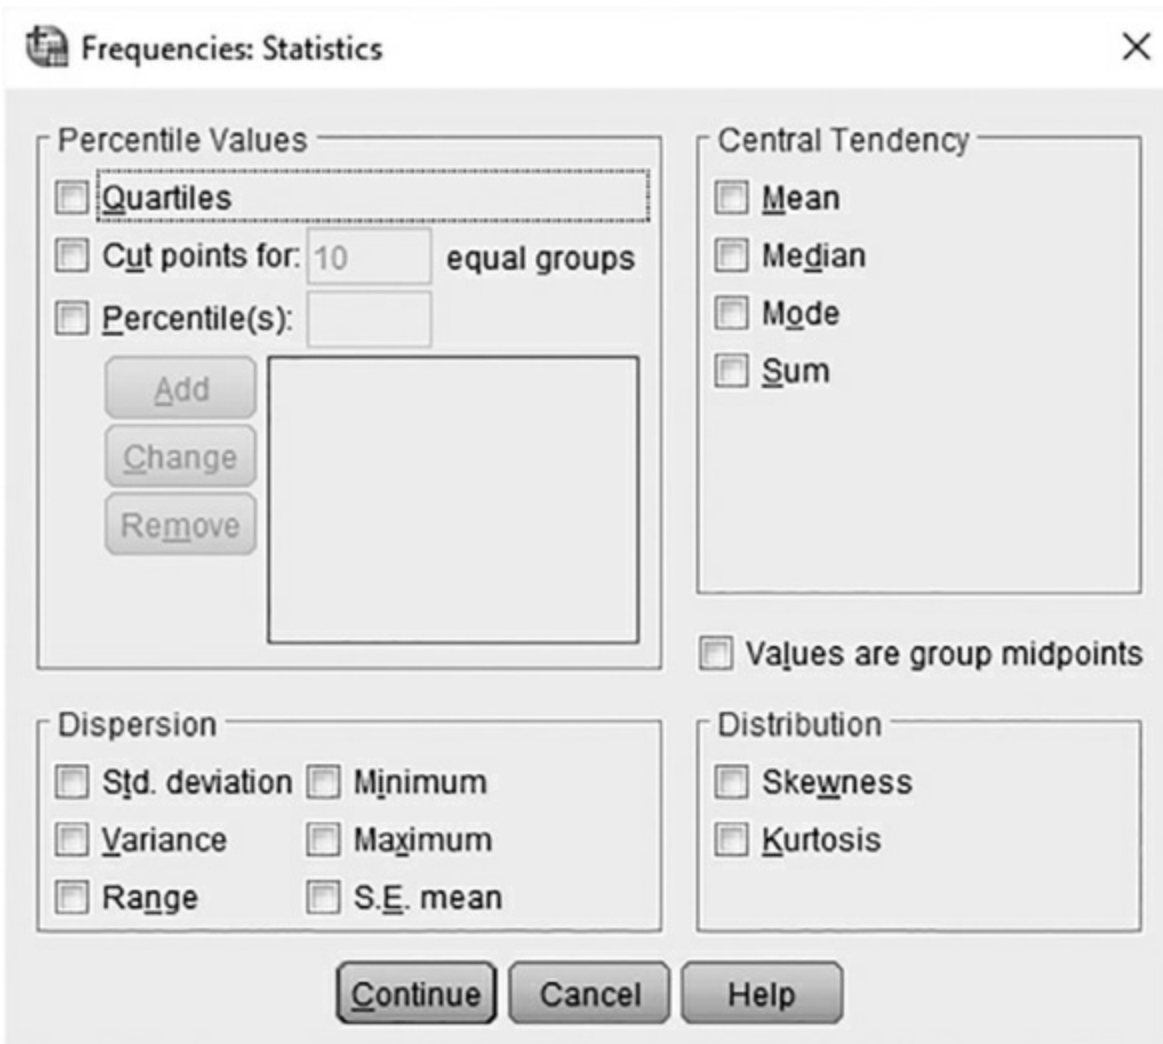 Frequencies: Statistics
Percentile Values
Quartiles
Cut points for: 10 equal groups
Percentile(s):
Add
Change
Remove
Central Tendency
Mean
Median
Mode
Sum
Values are group midpoints
Dispersion
Std. deviation Minimum
Variance Maximum
Range S.E. mean
Distribution
Skewness
Kurtosis
Continue Cancel Help